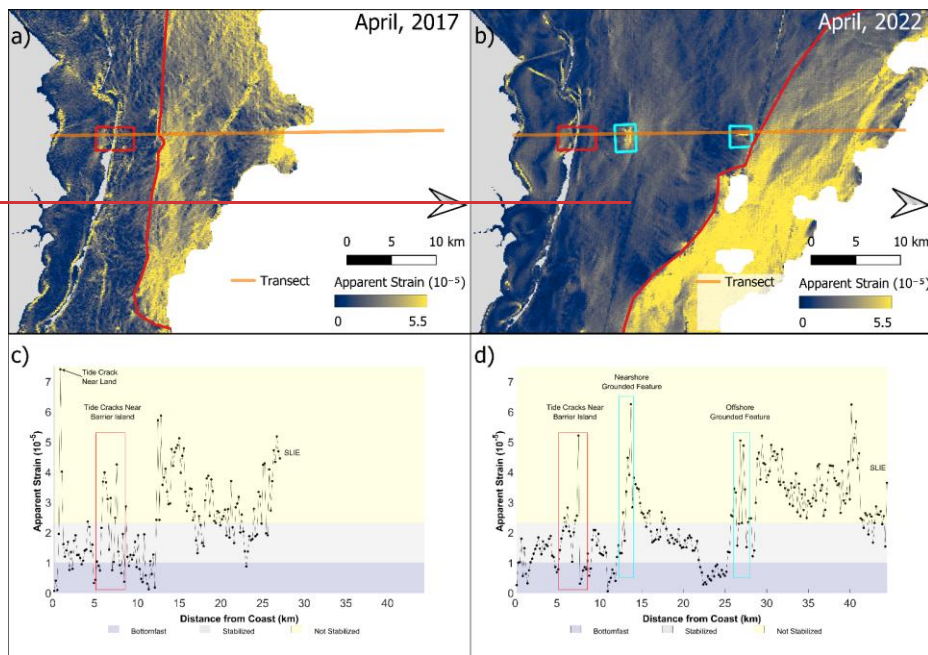 a)
April, 2017
0 5 10 km
Transect
Apparent Strain (10⁻⁵)
0 5.5
b)
April, 2022
0 5 10 km
Transect
Apparent Strain (10⁻⁵)
0 5.5
c)
Tide Crack
Near Land
Tide Cracks Near
Barrier Island
SLIE
Apparent Strain (10⁻⁵)
7
6
5
4
3
2
1
0
0 5 10 15 20 25 30 35 40
Distance from Coast (km)
Bottomfast Stabilized Not Stabilized
d)
Nearshore
Grounded Feature
Tide Cracks Near
Barrier Island
Offshore
Grounded Feature
SLIE
Apparent Strain (10⁻⁵)
7
6
5
4
3
2
1
0
0 5 10 15 20 25 30 35 40
Distance from Coast (km)
Bottomfast Stabilized Not Stabilized